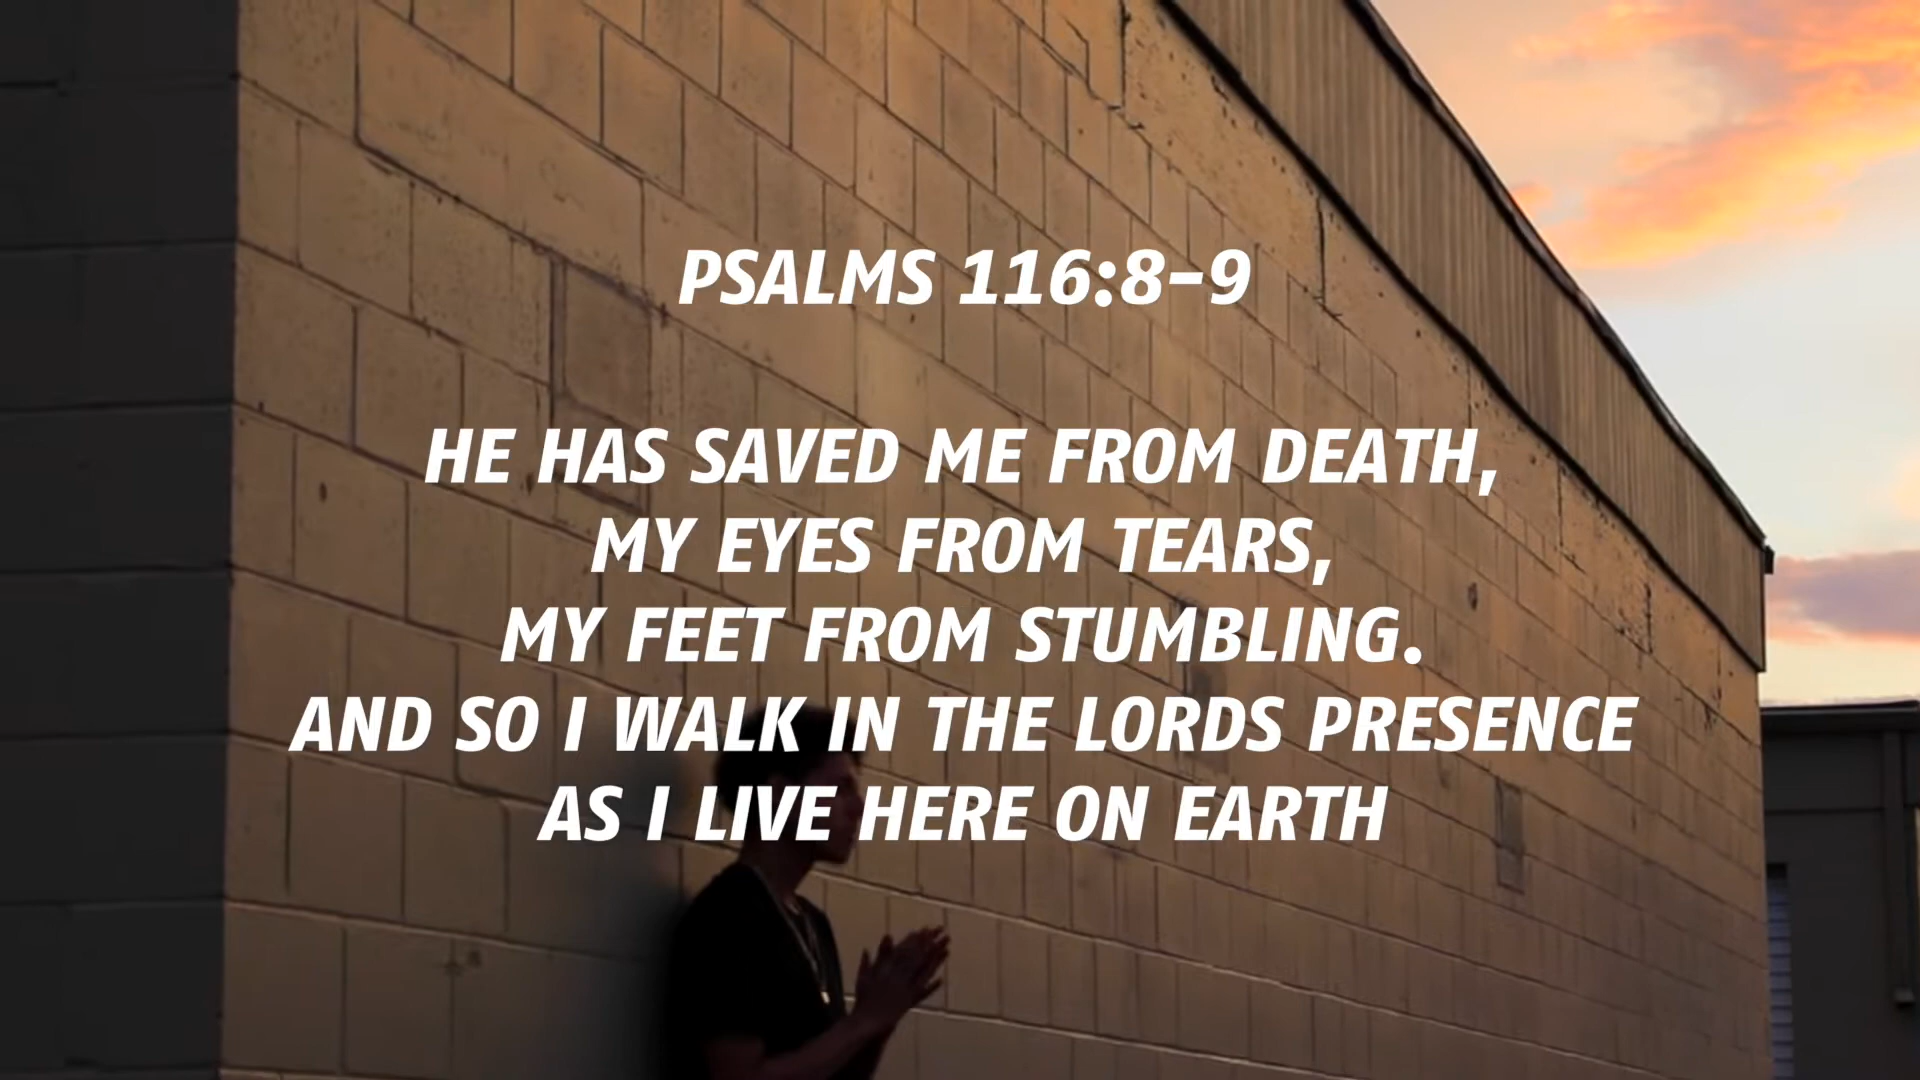 PSALMS 116:8-9
HE HAS SAVED ME FROM DEATH,
MY EYES FROM TEARS,
MY FEET FROM STUMBLING.
AND SO I WALK IN THE LORDS PRESENCE
AS I LIVE HERE ON EARTH